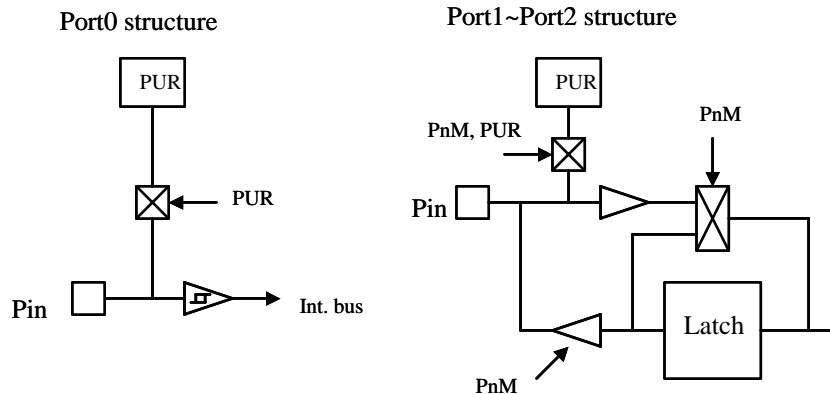 Port0 structure
PUR
PUR
Pin
Int. bus
Port1~Port2 structure
PUR
PnM, PUR
PnM
Pin
Latch
PnM